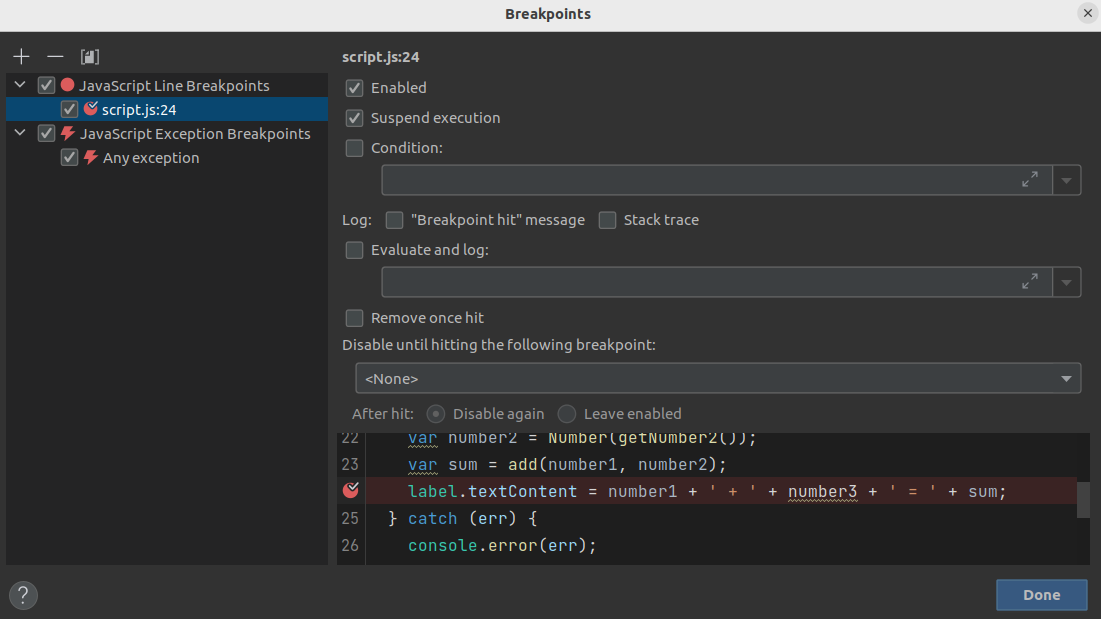 Breakpoints
JavaScript Line Breakpoints
script.js:24
JavaScript Exception Breakpoints
Any exception
script.js:24
Enabled
Suspend execution
Condition:
Log: "Breakpoint hit" message Stack trace
Evaluate and log:
Remove once hit
Disable until hitting the following breakpoint:
<None>
After hit: Disable again Leave enabled
22 var number2 = Number(getNumber2());
23 var sum = add(number1, number2);
label.textContent = number1 + ' + ' + number3 + ' = ' + sum;
25 } catch (err) {
26 console.error(err);
?
Done